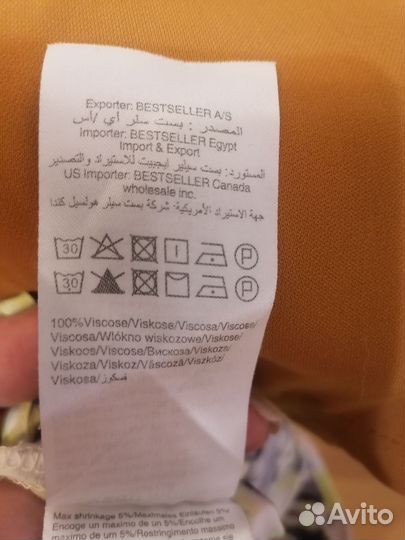 Exporter: BESTSELLER A/S
المصدر : بست سلر أي /أس
Importer: BESTSELLER Egypt
Import & Export
المستورد: بست سيلير ايجيبت للاستيراد والتصدير
US Importer: BESTSELLER Canada
wholesale inc.
جهة الاستيراد الأمريكية: شركة بست سيلر هولسيل كندا
30 P
30 P
100%Viscose/Viskose/Viscosa/Viscose/
Viscosa/Włókno wiskozowe/Viskose/
Viskoos/Viscose/Вискоза/Viskoza/
Viskoza/Viskoz/Vâscoză/Viszkóz/
Viskosa/فسكوز
Max shrinkage 5%/Maximales Einlaufen 5%/
Encoge un maximo de un 5%/Encolhe um
maximo de 5%/Restringimento massimo
Avito